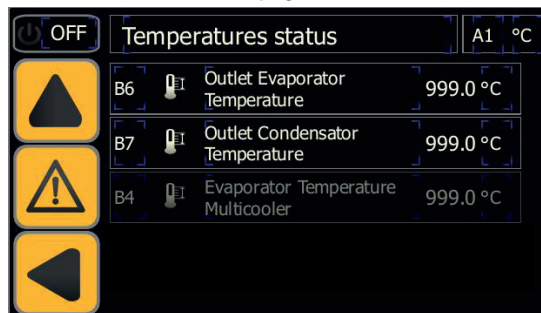 OFF Temperatures status A1 °C
B6 Outlet Evaporator Temperature 999.0 °C
B7 Outlet Condensator Temperature 999.0 °C
B4 Evaporator Temperature Multicooler 999.0 °C